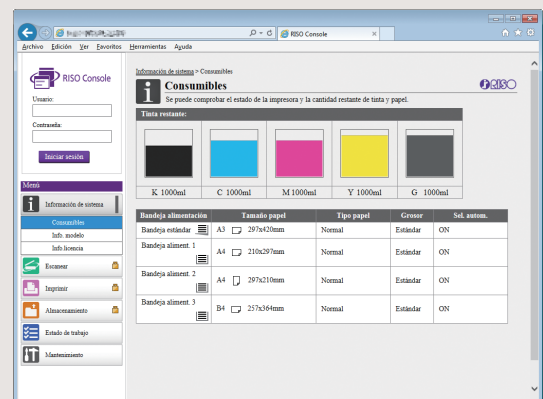 RISO Console
Archivo Edición Ver Favoritos Herramientas Ayuda
RISO Console
Usuario:
Contraseña:
Iniciar sesión
Menú
Información de sistema
Consumibles
Info. modelo
Info.licencia
Escanear
Imprimir
Almacenamiento
Estado de trabajo
Mantenimiento
Información de sistema > Consumibles
Consumibles
RISO
Se puede comprobar el estado de la impresora y la cantidad restante de tinta y papel.
Tinta restante:
K 1000ml C 1000ml M 1000ml Y 1000ml G 1000ml
Bandeja alimentación Tamaño papel Tipo papel Grosor Sel. autom.
Bandeja estándar A3 297x420mm Normal Estándar ON
Bandeja aliment. 1 A4 210x297mm Normal Estándar ON
Bandeja aliment. 2 A4 297x210mm Normal Estándar ON
Bandeja aliment. 3 B4 257x364mm Normal Estándar ON